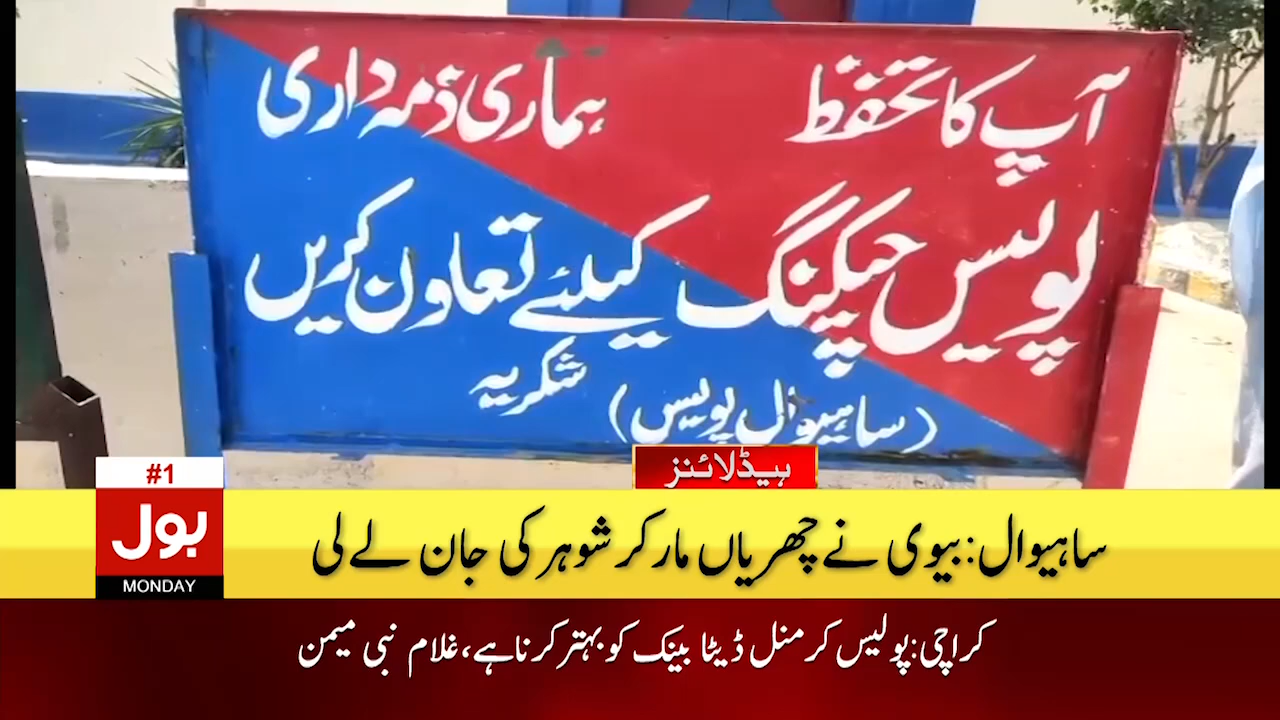 آپ کا تحفظ ہماری ذمہ داری
پولیس چیکنگ کیلئے تعاون کریں
(ساہیوال پولیس) شکریہ
ہیڈلائنز
#1
بول
MONDAY
ساہیوال:بیوی نے چھریاں مار کر شوہر کی جان لے لی
کراچی:پولیس کرمنل ڈیٹا بینک کو بہتر کرنا ہے، غلام نبی میمن